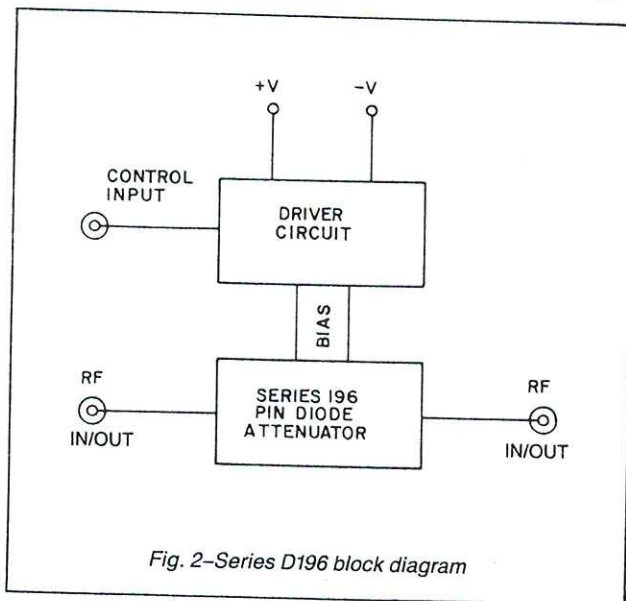 +V
-V
CONTROL
INPUT
DRIVER
CIRCUIT
BIAS
RF
IN/OUT
SERIES 196
PIN DIODE
ATTENUATOR
RF
IN/OUT
Fig. 2–Series D196 block diagram